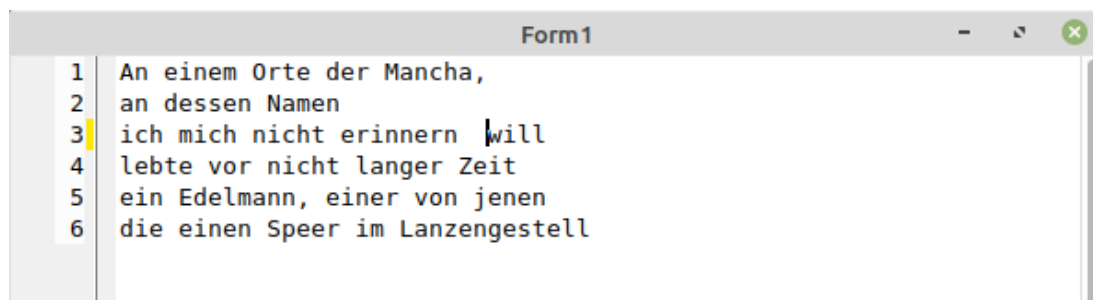 Form1
1 An einem Orte der Mancha,
2 an dessen Namen
3 ich mich nicht erinnern  will
4 lebte vor nicht langer Zeit
5 ein Edelmann, einer von jenen
6 die einen Speer im Lanzengestell